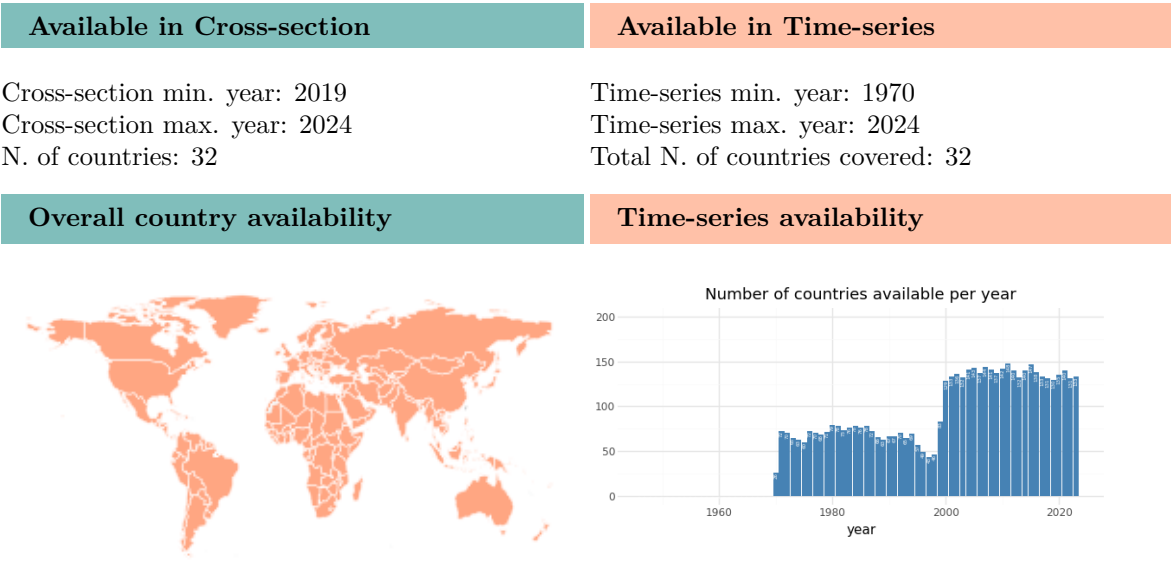 Available in Cross-section
Available in Time-series
Cross-section min. year: 2019
Cross-section max. year: 2024
N. of countries: 32
Time-series min. year: 1970
Time-series max. year: 2024
Total N. of countries covered: 32
Overall country availability
Time-series availability
Number of countries available per year
200
150
100
50
0
1960
1980
2000
2020
year